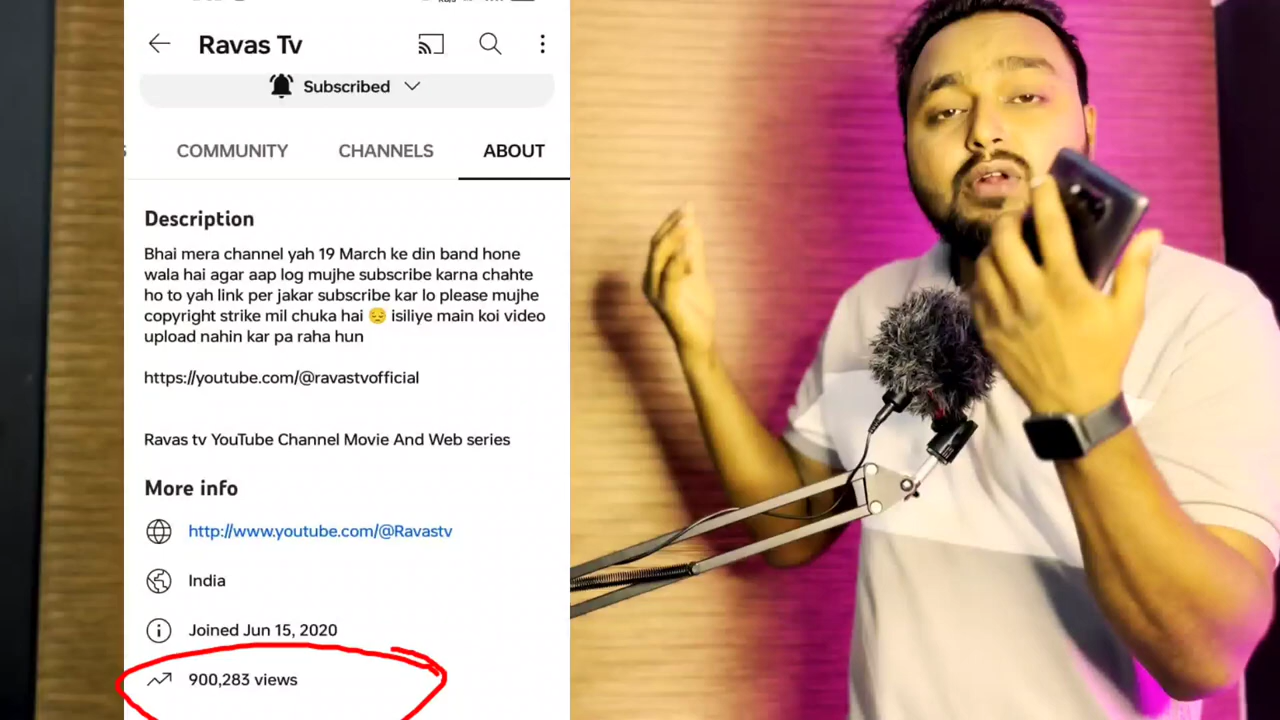 Ravas Tv
Subscribed
COMMUNITY
CHANNELS
ABOUT
Description
Bhai mera channel yah 19 March ke din band hone
wala hai agar aap log mujhe subscribe karna chahte
ho to yah link per jakar subscribe kar lo please mujhe
copyright strike mil chuka hai 😔 isiliye main koi video
upload nahin kar pa raha hun
https://youtube.com/@ravastvofficial
Ravas tv YouTube Channel Movie And Web series
More info
http://www.youtube.com/@Ravastv
India
Joined Jun 15, 2020
900,283 views